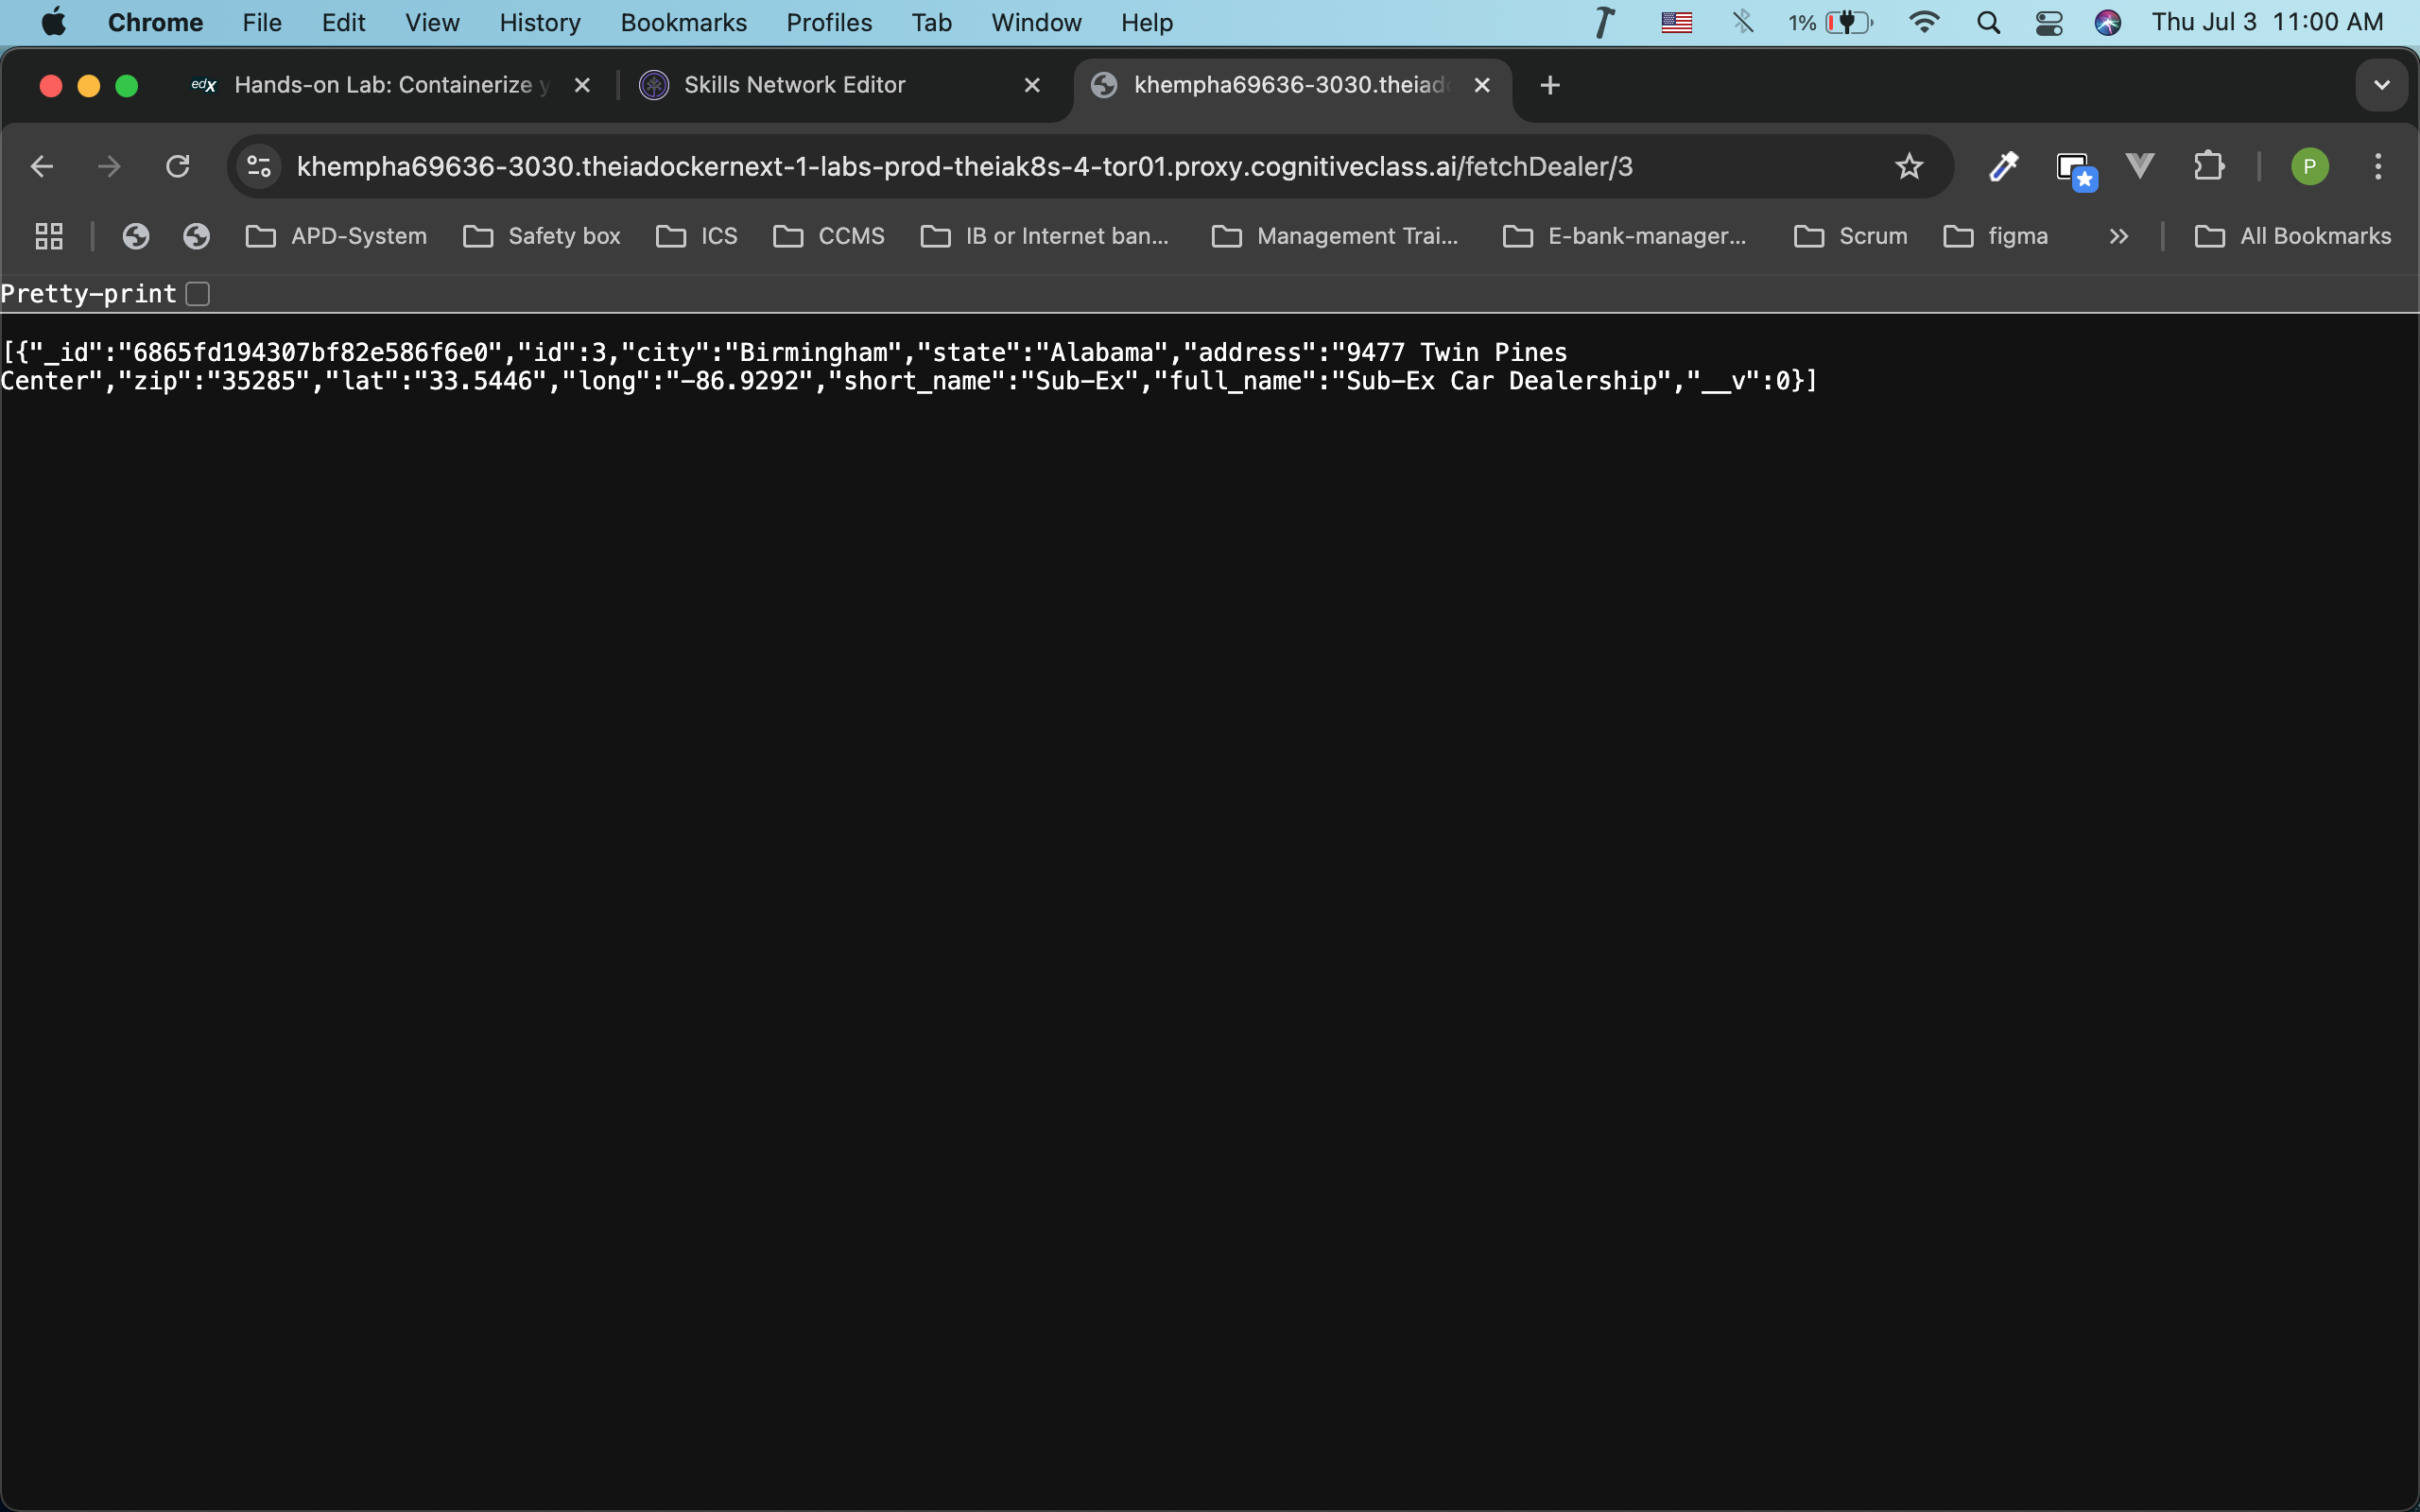 Chrome File Edit View History Bookmarks Profiles Tab Window Help 1% Thu Jul 3 11:00 AM
edX Hands-on Lab: Containerize y Skills Network Editor khempha69636-3030.theiado
khempha69636-3030.theiadockernext-1-labs-prod-theiak8s-4-tor01.proxy.cognitiveclass.ai/fetchDealer/3 P
APD-System Safety box ICS CCMS IB or Internet ban... Management Trai... E-bank-manager... Scrum figma All Bookmarks
Pretty-print
[{"_id":"6865fd194307bf82e586f6e0","id":3,"city":"Birmingham","state":"Alabama","address":"9477 Twin Pines
Center","zip":"35285","lat":"33.5446","long":"-86.9292","short_name":"Sub-Ex","full_name":"Sub-Ex Car Dealership","__v":0}]